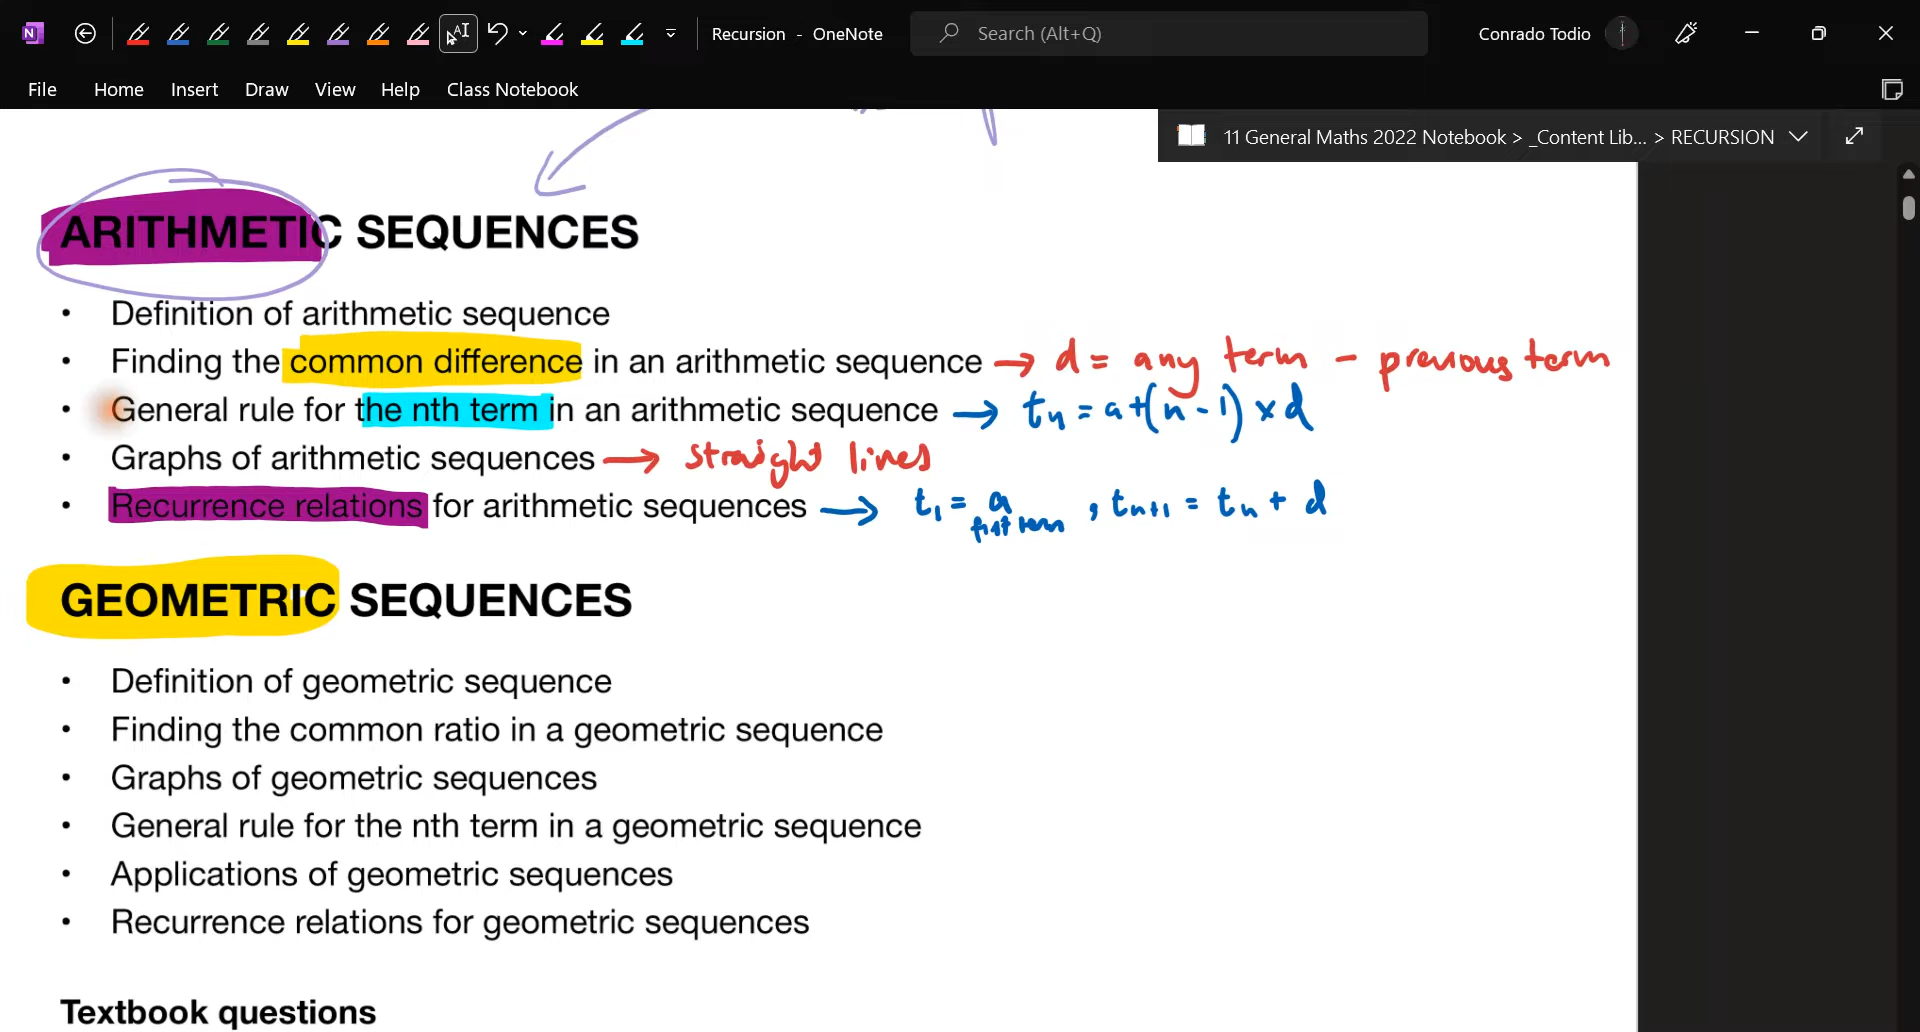 Recursion - OneNote
Search (Alt+Q)
Conrado Todio
File Home Insert Draw View Help Class Notebook
11 General Maths 2022 Notebook > _Content Lib... > RECURSION
ARITHMETIC SEQUENCES
• Definition of arithmetic sequence
• Finding the common difference in an arithmetic sequence → d = any term - previous term
• General rule for the nth term in an arithmetic sequence → tn = a+(n-1)×d
• Graphs of arithmetic sequences → straight lines
• Recurrence relations for arithmetic sequences → t1 = a , tn+1 = tn + d
first term
GEOMETRIC SEQUENCES
• Definition of geometric sequence
• Finding the common ratio in a geometric sequence
• Graphs of geometric sequences
• General rule for the nth term in a geometric sequence
• Applications of geometric sequences
• Recurrence relations for geometric sequences
Textbook questions